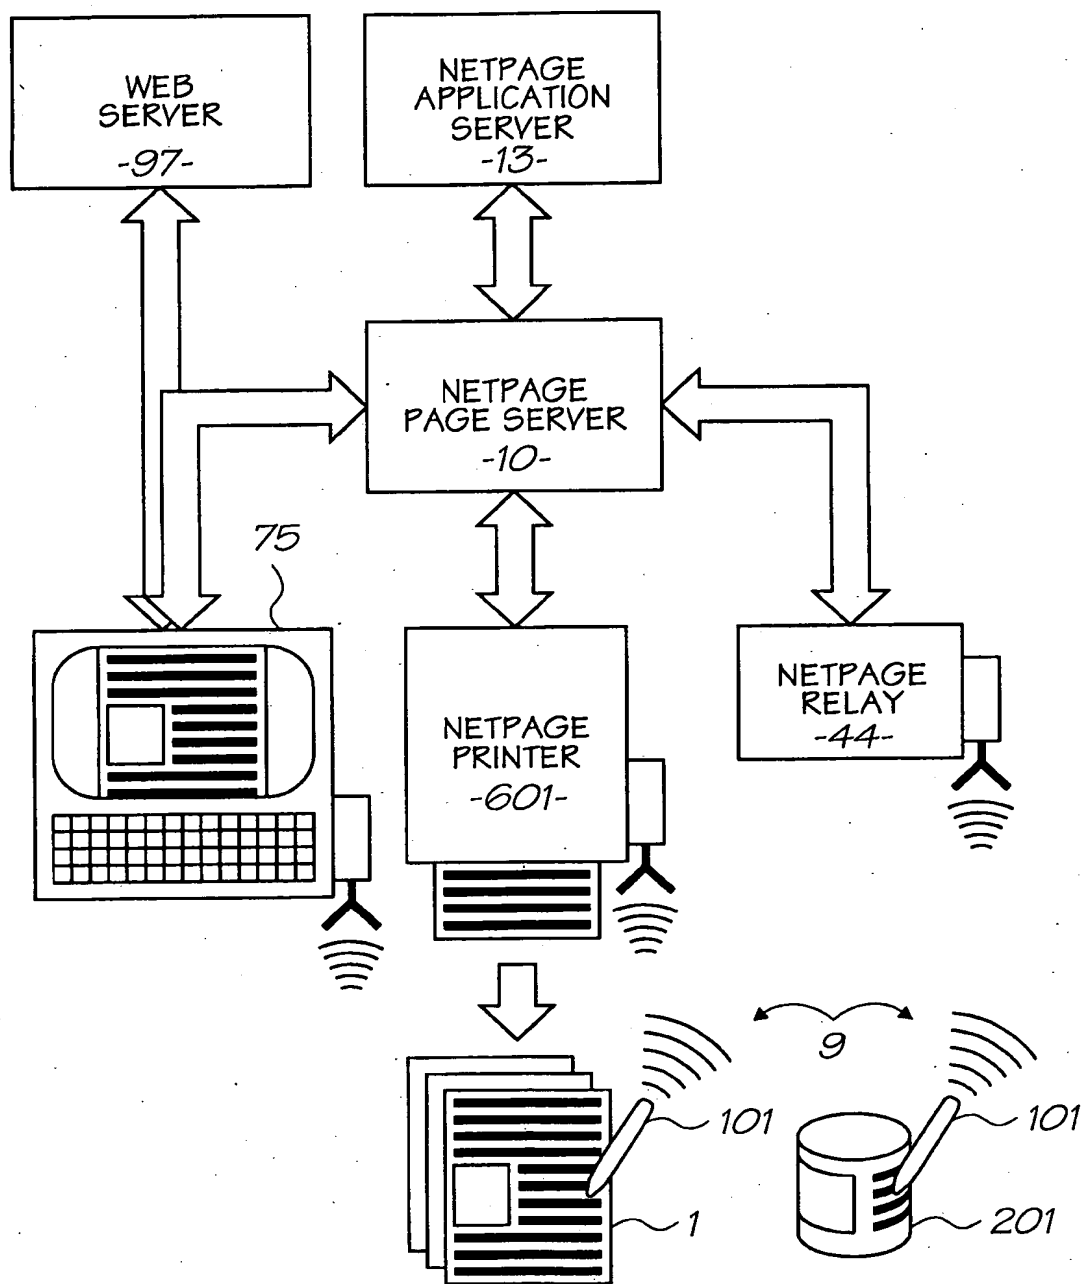 WEB
SERVER
-97-
NETPAGE
APPLICATION
SERVER
-13-
NETPAGE
PAGE SERVER
-10-
75
NETPAGE
PRINTER
-601-
NETPAGE
RELAY
-44-
9
101
101
1
201